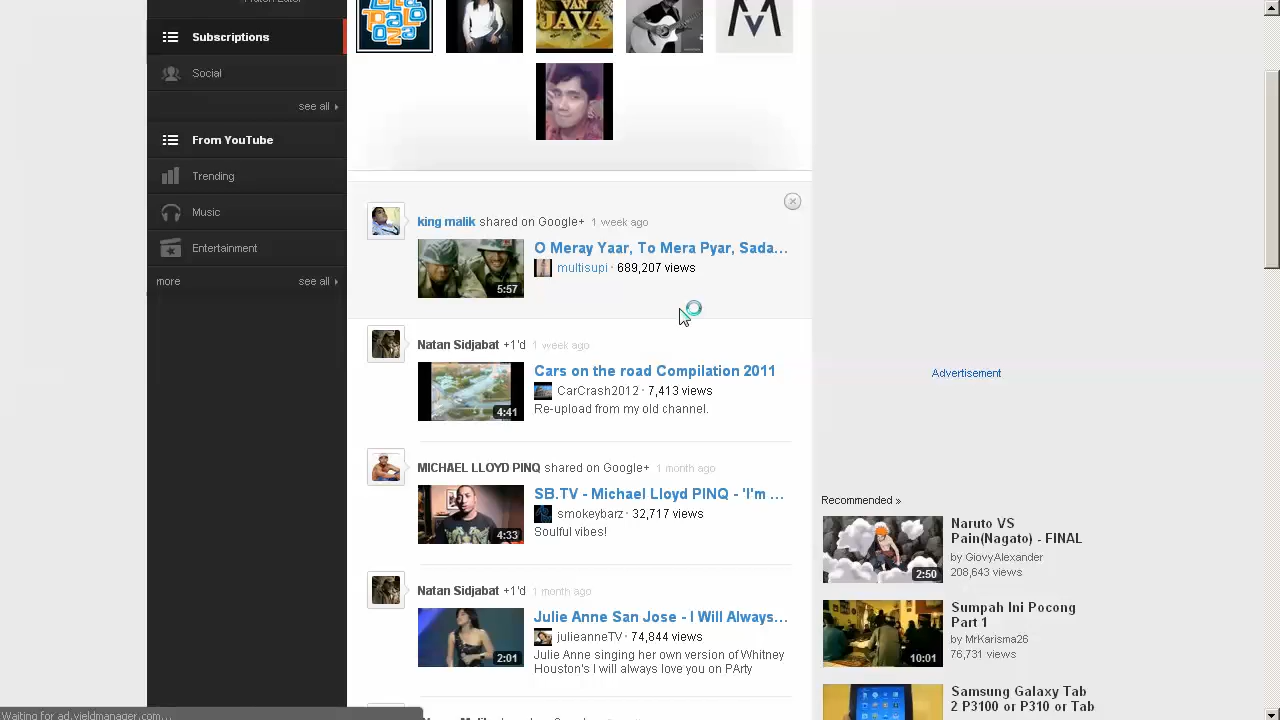 Subscriptions
Social
see all
From YouTube
Trending
Music
Entertainment
more
see all
VAN
JAVA
king malik shared on Google+ 1 week ago
O Meray Yaar, To Mera Pyar, Sada...
multisupi · 689,207 views
5:57
Natan Sidjabat +1'd 1 week ago
Cars on the road Compilation 2011
CarCrash2012 · 7,413 views
Re-upload from my old channel.
4:41
MICHAEL LLOYD PINQ shared on Google+ 1 month ago
SB.TV - Michael Lloyd PINQ - 'I'm ...
smokeybarz · 32,717 views
Soulful vibes!
4:33
Natan Sidjabat +1'd 1 month ago
Julie Anne San Jose - I Will Always...
julieanneTV · 74,844 views
Julie Anne singing her own version of Whitney
Houston's I will always love you on PArty
2:01
Advertisement
Recommended »
Naruto VS
Pain(Nagato) - FINAL
by GiovyAlexander
208,643 views
2:50
Sumpah Ini Pocong
Part 1
by MrKarisma26
73,731 views
10:01
Samsung Galaxy Tab
2 P3100 or P310 or Tab
Waiting for ad.yieldmanager.com...